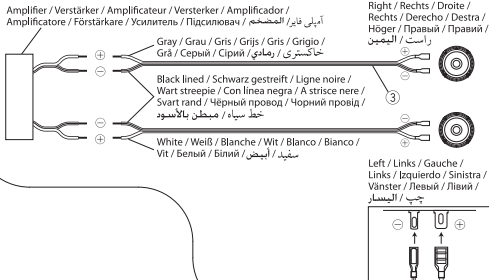 Amplifier / Verstärker / Amplificateur / Versterker / Amplificador /
Amplificatore / Förstärkare / Усилитель / Підсилювач / آمپلی فایر/ المضخم
Right / Rechts / Droite /
Rechts / Derecho / Destra /
Höger / Правый / Правий /
راست / اليمين
Gray / Grau / Gris / Grijs / Gris / Grigio /
Grå / Серый / Сірий / خاکستری / رمادي
Black lined / Schwarz gestreift / Ligne noire /
Wart streepie / Con línea negra / A strisce nere /
Svart rand / Чёрный провод / Чорний провід /
خط سیاه / مبطن بالأسود
3
White / Weiß / Blanche / Wit / Blanco / Bianco /
Vit / Белый / Білий / سفید / أبيض
Left / Links / Gauche /
Links / Izquierdo / Sinistra /
Vänster / Левый / Лівий /
چپ / اليسار